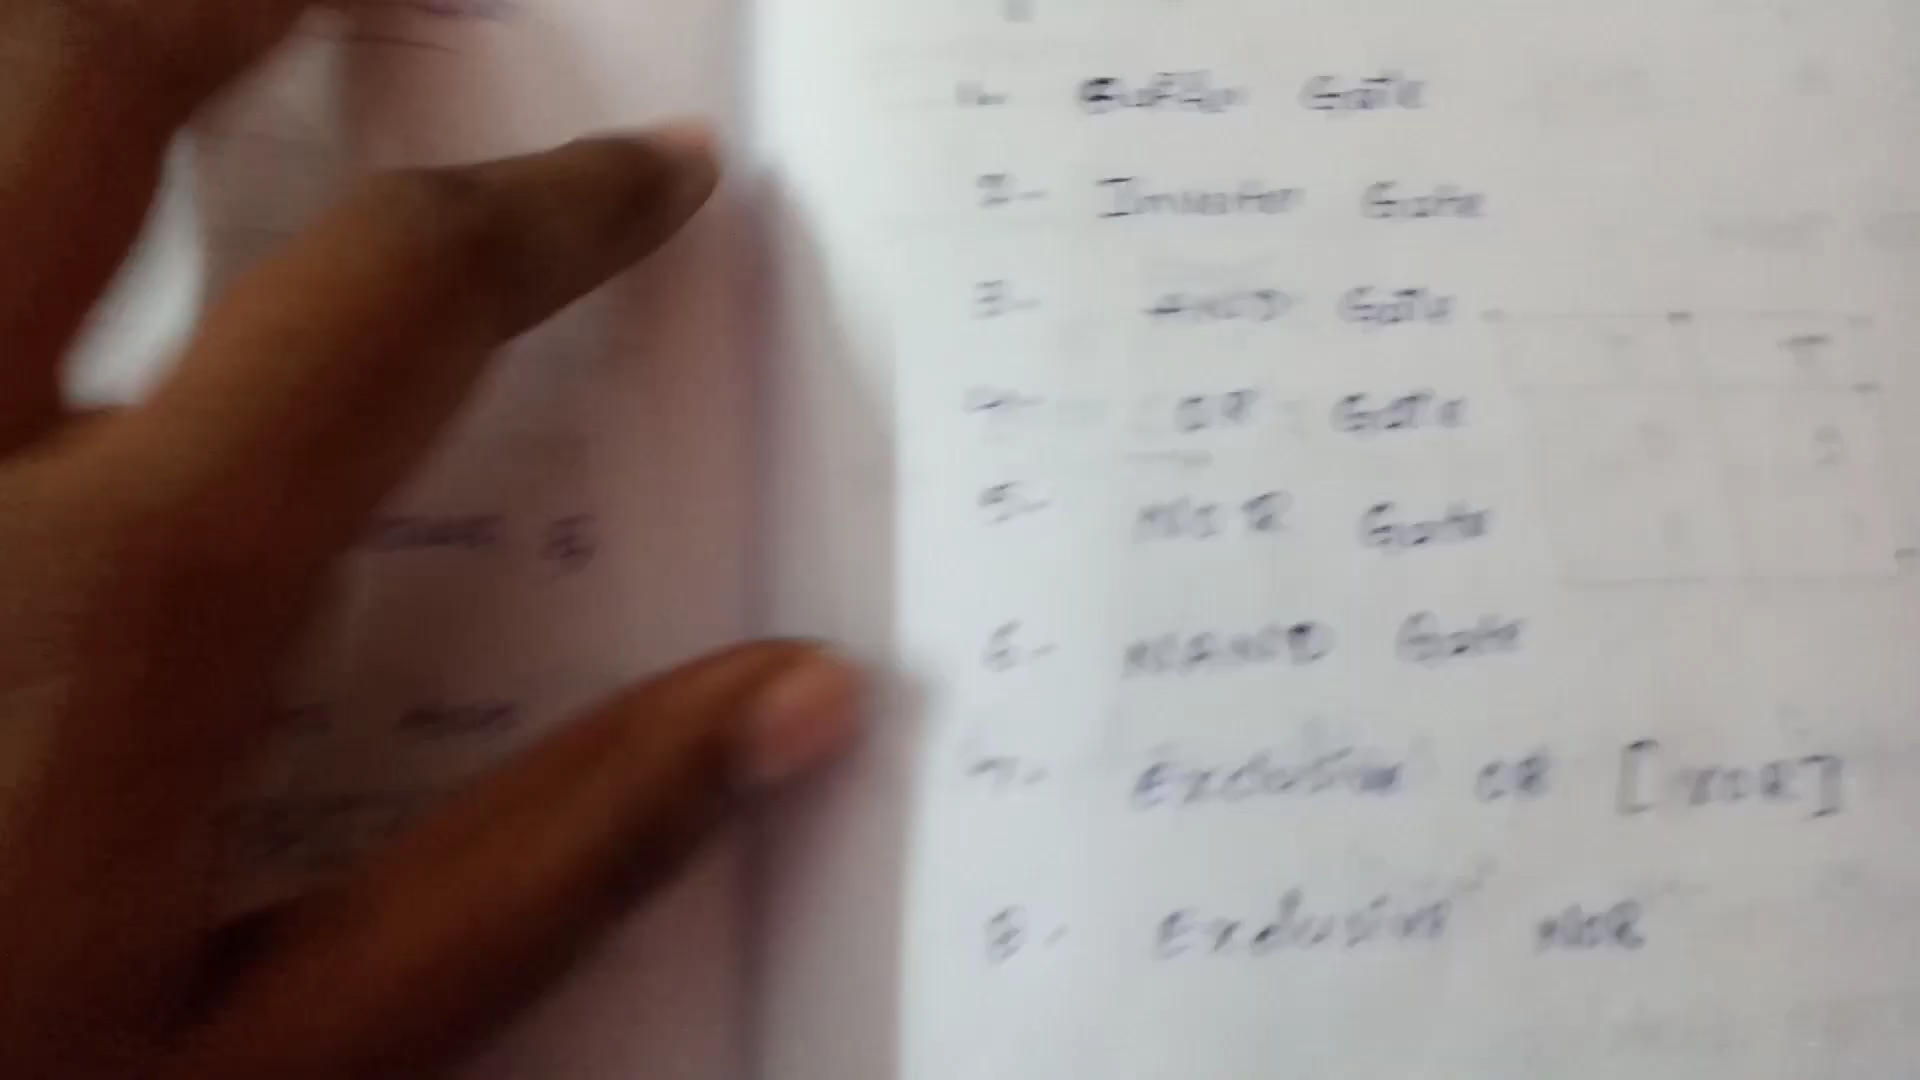 1- Buffer Gate
2- Inverter Gate
3- AND Gate
4- OR Gate
5- NOR Gate
6- NAND Gate
7- Exclusive OR [XOR]
8- Exclusive NOR